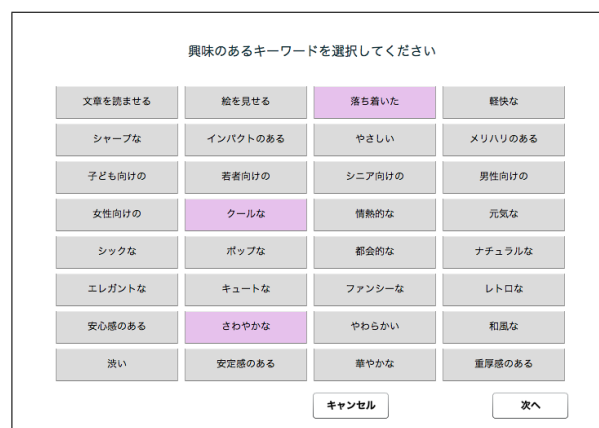 興味のあるキーワードを選択してください
文章を読ませる 絵を見せる 落ち着いた 軽快な
シャープな インパクトのある やさしい メリハリのある
子ども向けの 若者向けの シニア向けの 男性向けの
女性向けの クールな 情熱的な 元気な
シックな ポップな 都会的な ナチュラルな
エレガントな キュートな ファンシーな レトロな
安心感のある さわやかな やわらかい 和風な
渋い 安定感のある 華やかな 重厚感のある
キャンセル 次へ